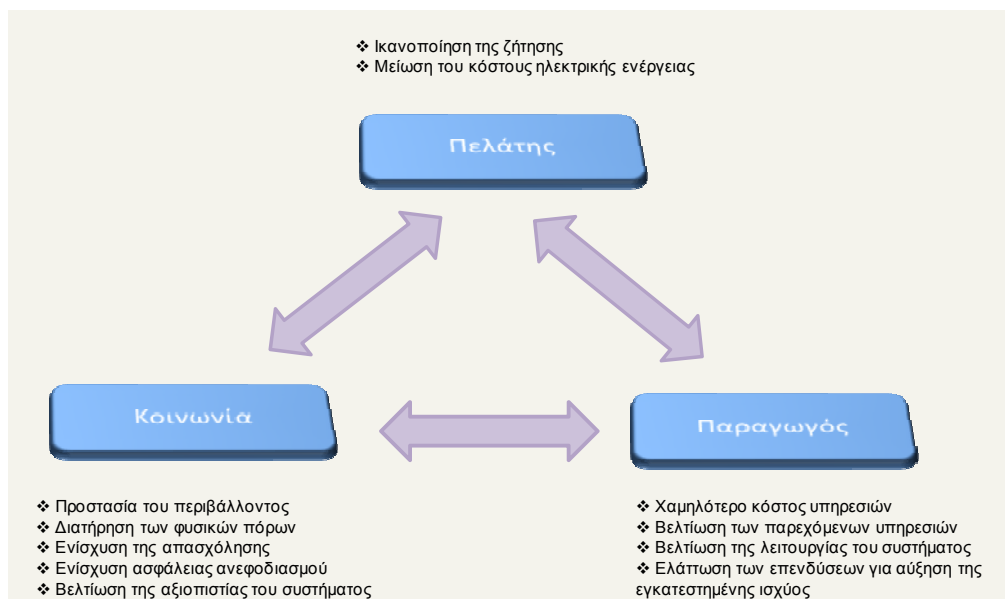 ❖ Ικανοποίηση της ζήτησης
❖ Μείωση του κόστους ηλεκτρικής ενέργειας
Πελάτης
Κοινωνία
Παραγωγός
❖ Προστασία του περιβάλλοντος
❖ Διατήρηση των φυσικών πόρων
❖ Ενίσχυση της απασχόλησης
❖ Ενίσχυση ασφάλειας ανεφοδιασμού
❖ Βελτίωση της αξιοπιστίας του συστήματος
❖ Χαμηλότερο κόστος υπηρεσιών
❖ Βελτίωση των παρεχόμενων υπηρεσιών
❖ Βελτίωση της λειτουργίας του συστήματος
❖ Ελάττωση των επενδύσεων για αύξηση της
εγκατεστημένης ισχύος